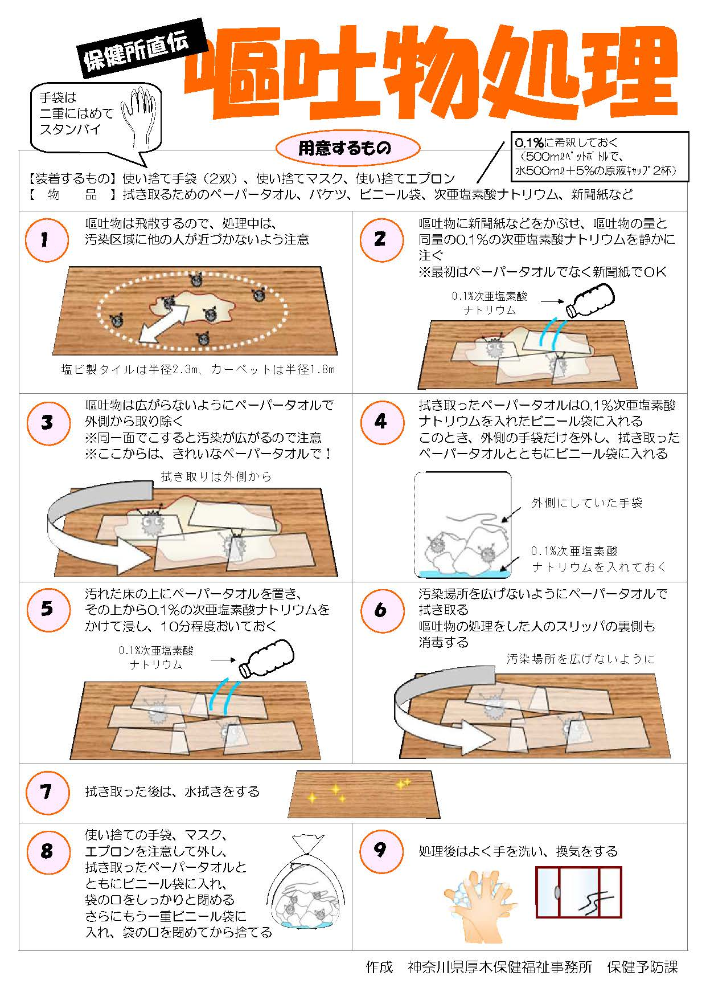 保健所直伝
嘔吐物処理
手袋は
二重にはめて
スタンバイ
用意するもの
0.1%に希釈しておく
（500mℓﾍﾟｯﾄﾎﾞﾄﾙで、
水500mℓ＋5%の原液ｷｬｯﾌﾟ2杯）
【装着するもの】使い捨て手袋（2双）、使い捨てマスク、使い捨てエプロン
【　物　　品　】拭き取るためのペーパータオル、バケツ、ビニール袋、次亜塩素酸ナトリウム、新聞紙など
1
嘔吐物は飛散するので、処理中は、
汚染区域に他の人が近づかないよう注意
塩ビ製タイルは半径2.3m、カーペットは半径1.8m
2
嘔吐物に新聞紙などをかぶせ、嘔吐物の量と
同量の0.1%の次亜塩素酸ナトリウムを静かに
注ぐ
※最初はペーパータオルでなく新聞紙でOK
0.1%次亜塩素酸
ナトリウム
3
嘔吐物は広がらないようにペーパータオルで
外側から取り除く
※同一面でこすると汚染が広がるので注意
※ここからは、きれいなペーパータオルで！
拭き取りは外側から
4
拭き取ったペーパータオルは0.1%次亜塩素酸
ナトリウムを入れたビニール袋に入れる
このとき、外側の手袋だけを外し、拭き取った
ペーパータオルとともにビニール袋に入れる
外側にしていた手袋
0.1%次亜塩素酸
ナトリウムを入れておく
5
汚れた床の上にペーパータオルを置き、
その上から0.1%の次亜塩素酸ナトリウムを
かけて浸し、10分程度おいておく
0.1%次亜塩素酸
ナトリウム
6
汚染場所を広げないようにペーパータオルで
拭き取る
嘔吐物の処理をした人のスリッパの裏側も
消毒する
汚染場所を広げないように
7
拭き取った後は、水拭きをする
8
使い捨ての手袋、マスク、
エプロンを注意して外し、
拭き取ったペーパータオルと
ともにビニール袋に入れ、
袋の口をしっかりと閉める
さらにもう一重ビニール袋に
入れ、袋の口を閉めてから捨てる
9
処理後はよく手を洗い、換気をする
作成　神奈川県厚木保健福祉事務所　保健予防課